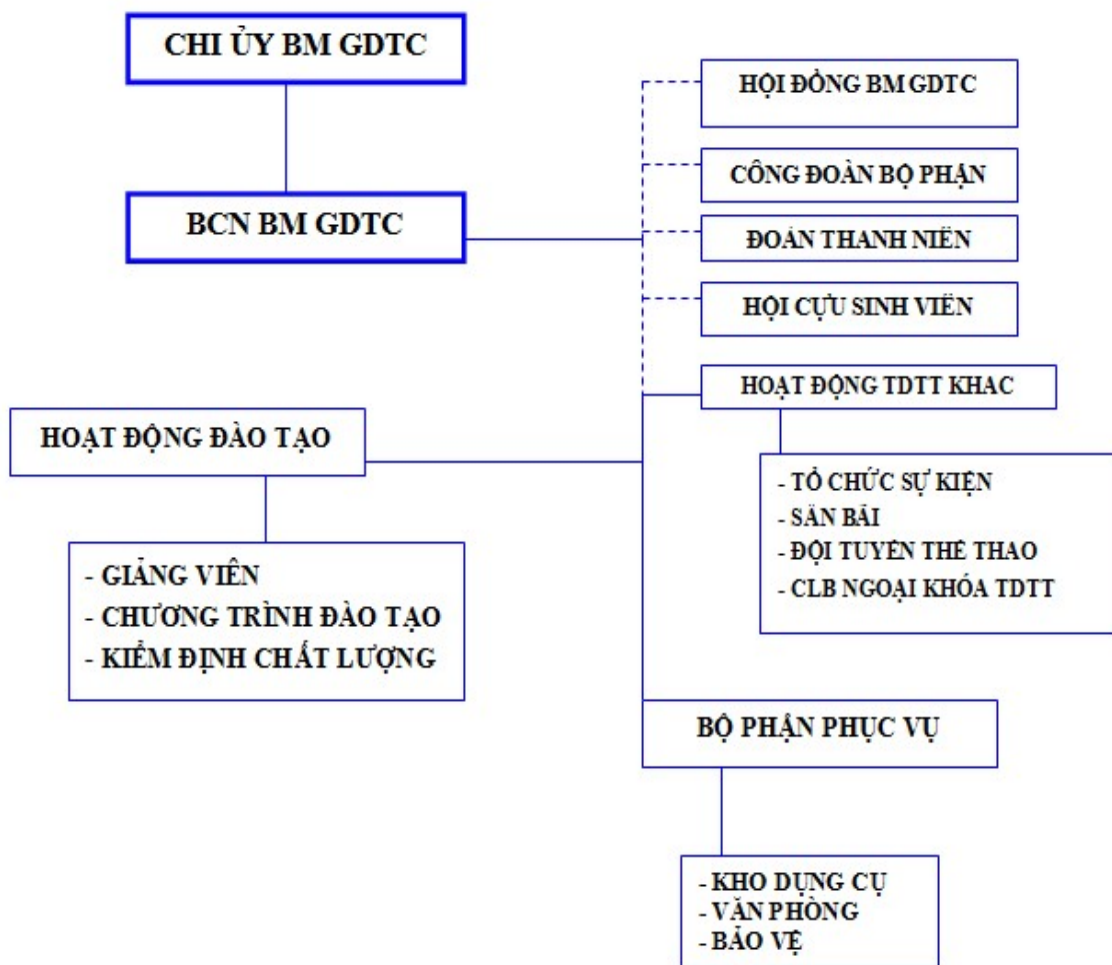 CHI ỦY BM GDTC
HỘI ĐỒNG BM GDTC
CÔNG ĐOÀN BỘ PHẬN
BCN BM GDTC
ĐOÀN THANH NIÊN
HỘI CỰU SINH VIÊN
HOẠT ĐỘNG TDTT KHAC
HOẠT ĐỘNG ĐÀO TẠO
- TỔ CHỨC SỰ KIỆN
- SÂN BÃI
- ĐỘI TUYỂN THỂ THAO
- CLB NGOẠI KHÓA TDTT
- GIẢNG VIÊN
- CHƯƠNG TRÌNH ĐÀO TẠO
- KIỂM ĐỊNH CHẤT LƯỢNG
BỘ PHẬN PHỤC VỤ
- KHO DỤNG CỤ
- VĂN PHÒNG
- BẢO VỆ